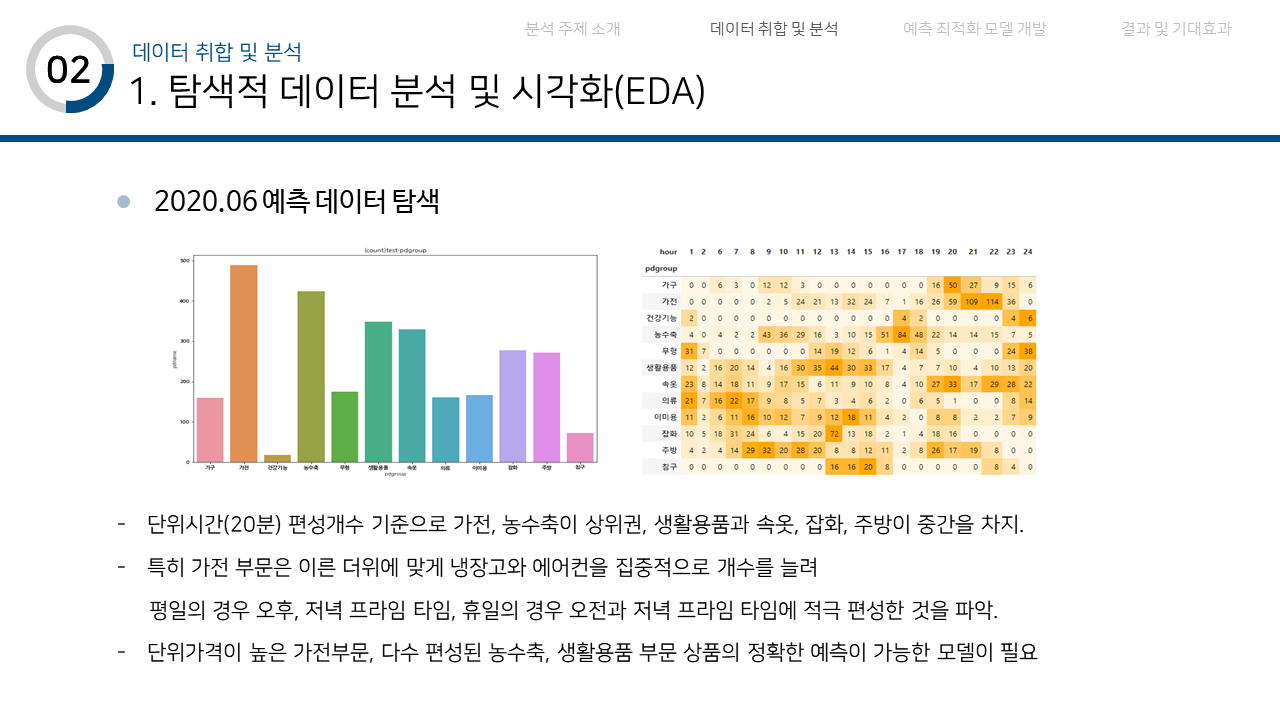 분석 주제 소개 데이터 취합 및 분석 예측 최적화 모델 개발 결과 및 기대효과
02
데이터 취합 및 분석
1. 탐색적 데이터 분석 및 시각화(EDA)
2020.06 예측 데이터 탐색
(count)test-pdgroup
500
400
300
200
100
0
pdname
가구 가전 건강기능 농수축 무형 생활용품 속옷 의류 이미용 잡화 주방 침구
pdgroup
hour 1 2 6 7 8 9 10 11 12 13 14 15 16 17 18 19 20 21 22 23 24
pdgroup
가구 0 0 6 3 0 12 12 3 0 0 0 0 0 0 0 16 50 27 9 15 6
가전 0 0 0 0 0 2 5 24 21 13 32 24 7 1 16 26 59 109 114 36 0
건강기능 2 0 0 0 0 0 0 0 0 0 0 0 0 4 2 0 0 0 0 4 6
농수축 4 0 4 2 2 43 36 29 16 3 10 15 51 84 48 22 14 14 15 7 5
무형 31 7 0 0 0 0 0 0 14 19 12 6 1 4 14 5 0 0 0 24 38
생활용품 12 2 16 20 14 4 16 30 35 44 30 33 17 4 7 7 10 4 10 13 20
속옷 23 8 14 18 11 9 17 15 6 11 9 10 8 4 10 27 33 17 29 28 22
의류 21 7 16 22 17 9 8 5 7 3 4 6 2 0 6 5 1 0 0 8 14
이미용 11 2 6 11 16 10 12 7 9 12 18 11 4 2 0 8 8 2 2 7 9
잡화 10 5 18 31 24 6 4 15 20 72 13 18 2 1 4 18 16 0 0 0 0
주방 4 2 4 14 29 32 20 28 20 8 8 12 11 2 8 26 17 19 8 0 0
침구 0 0 0 0 0 0 0 0 0 16 16 20 8 0 0 0 0 0 8 4 0
- 단위시간(20분) 편성개수 기준으로 가전, 농수축이 상위권, 생활용품과 속옷, 잡화, 주방이 중간을 차지.
- 특히 가전 부문은 이른 더위에 맞게 냉장고와 에어컨을 집중적으로 개수를 늘려
평일의 경우 오후, 저녁 프라임 타임, 휴일의 경우 오전과 저녁 프라임 타임에 적극 편성한 것을 파악.
- 단위가격이 높은 가전부문, 다수 편성된 농수축, 생활용품 부문 상품의 정확한 예측이 가능한 모델이 필요